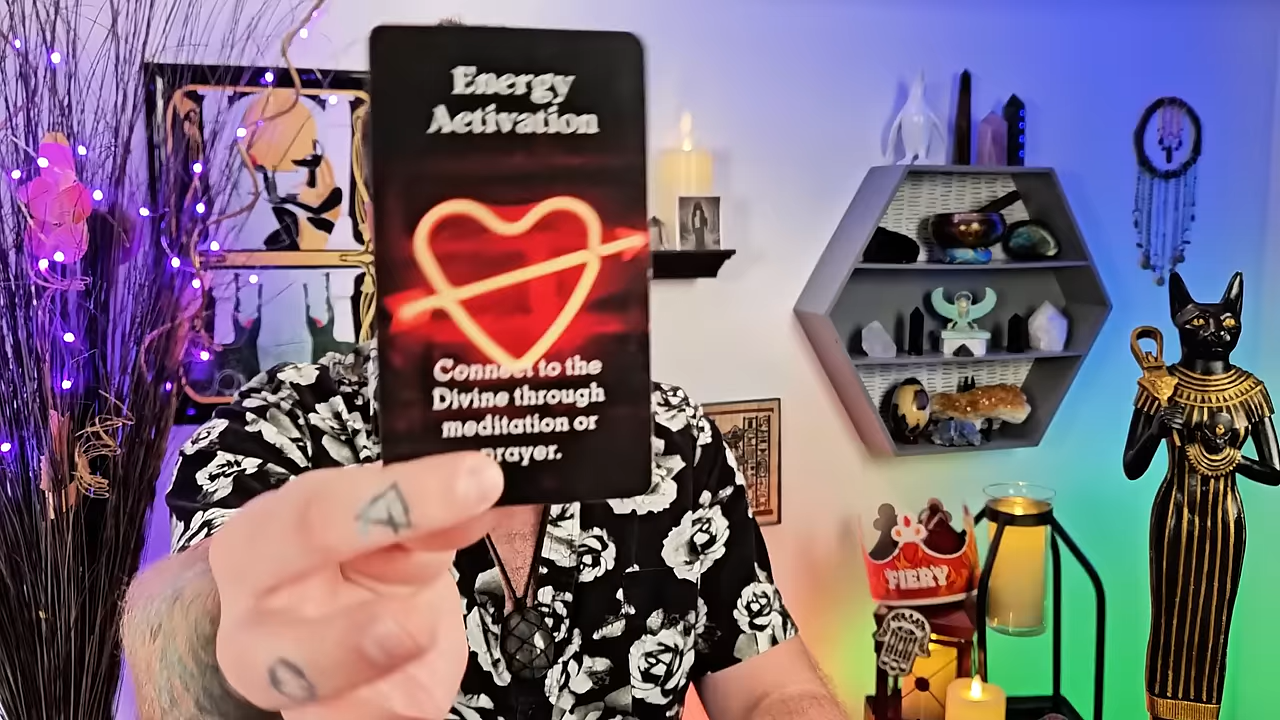 Energy
Activation
Connect to the
Divine through
meditation or
prayer.
FIERY